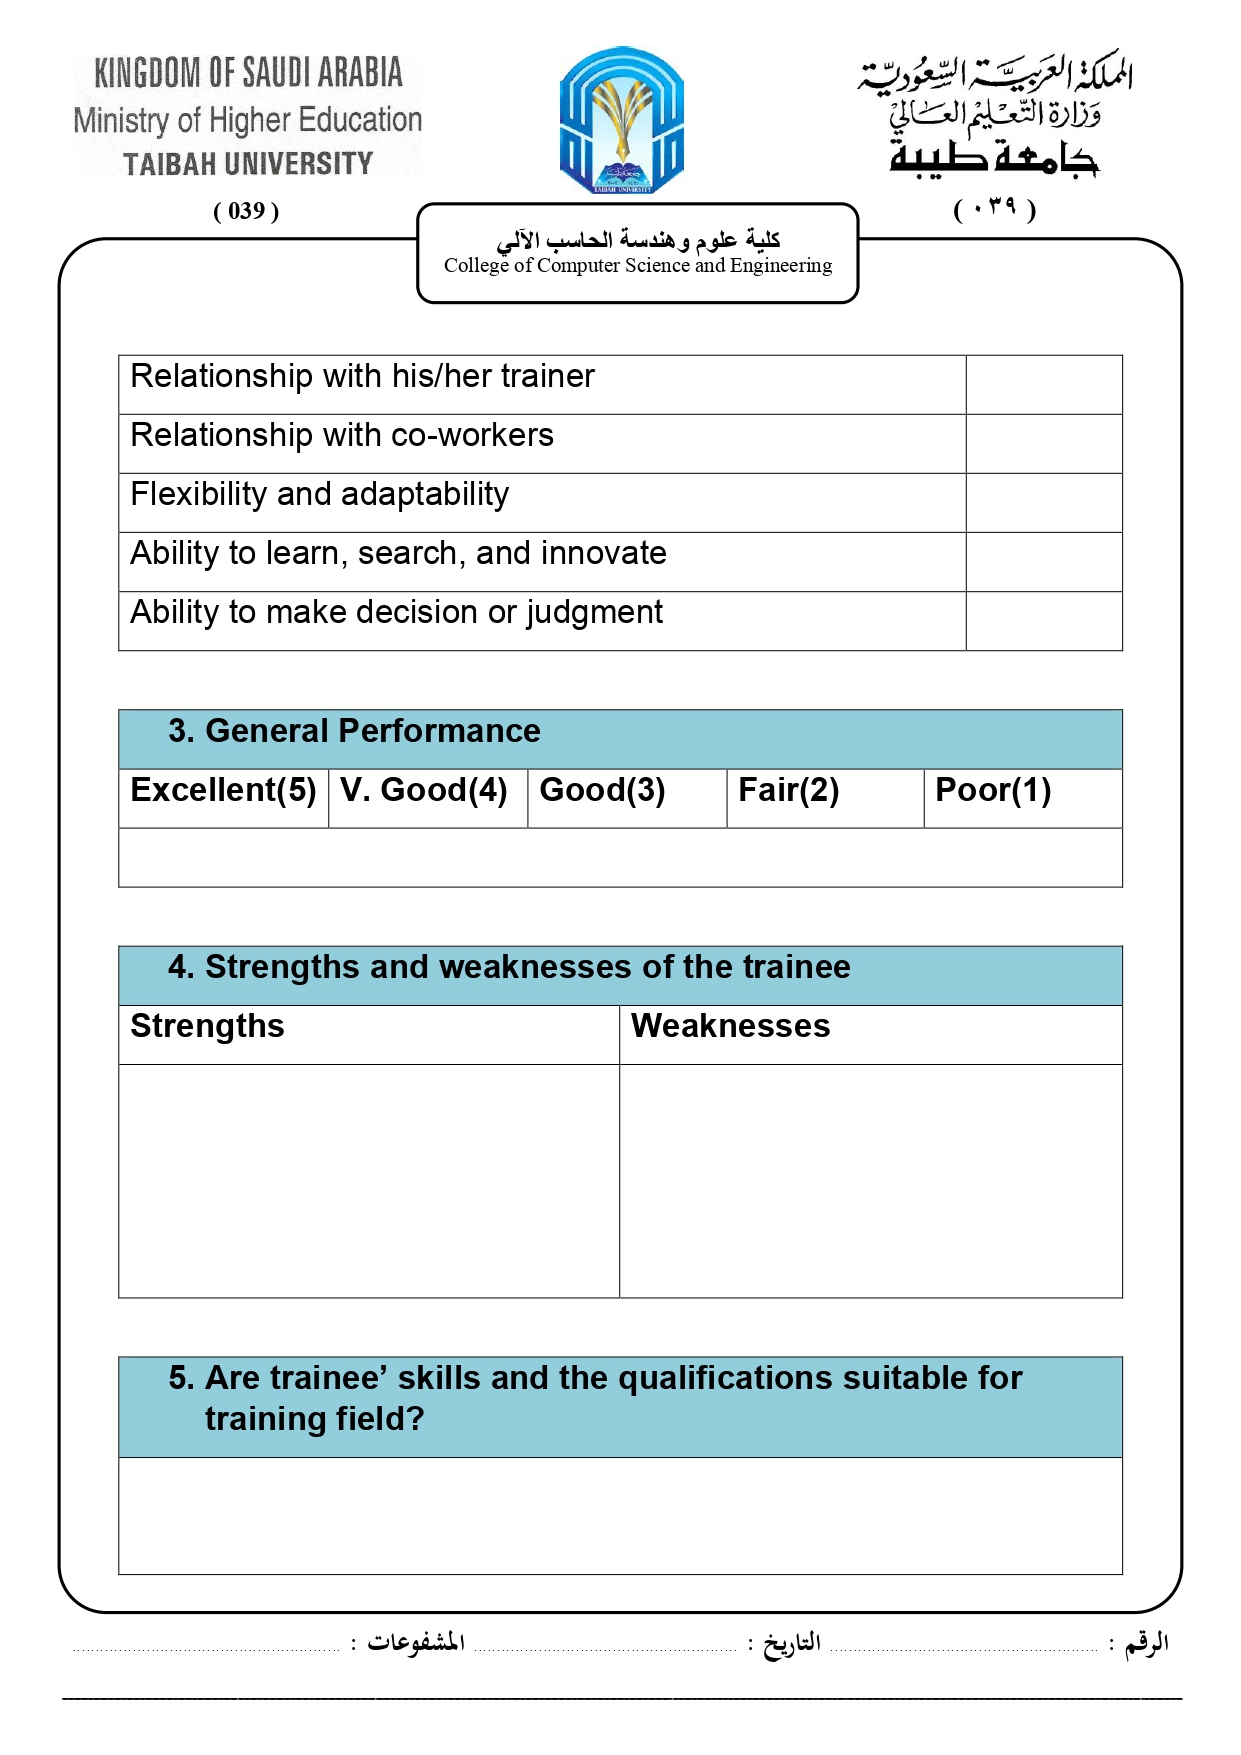 KINGDOM OF SAUDI ARABIA
Ministry of Higher Education
TAIBAH UNIVERSITY
( 039 )
TAIBAH UNIVERSITY
المملكة العربية السعودية
وزارة التعليم العالي
جامعة طيبة
( ٠٣٩ )
كلية علوم وهندسة الحاسب الآلي
College of Computer Science and Engineering
Relationship with his/her trainer
Relationship with co-workers
Flexibility and adaptability
Ability to learn, search, and innovate
Ability to make decision or judgment
3. General Performance
Excellent(5) V. Good(4) Good(3) Fair(2) Poor(1)
4. Strengths and weaknesses of the trainee
Strengths Weaknesses
5. Are trainee’ skills and the qualifications suitable for
training field?
الرقم : ........................ التاريخ : ........................ المشفوعات : ........................